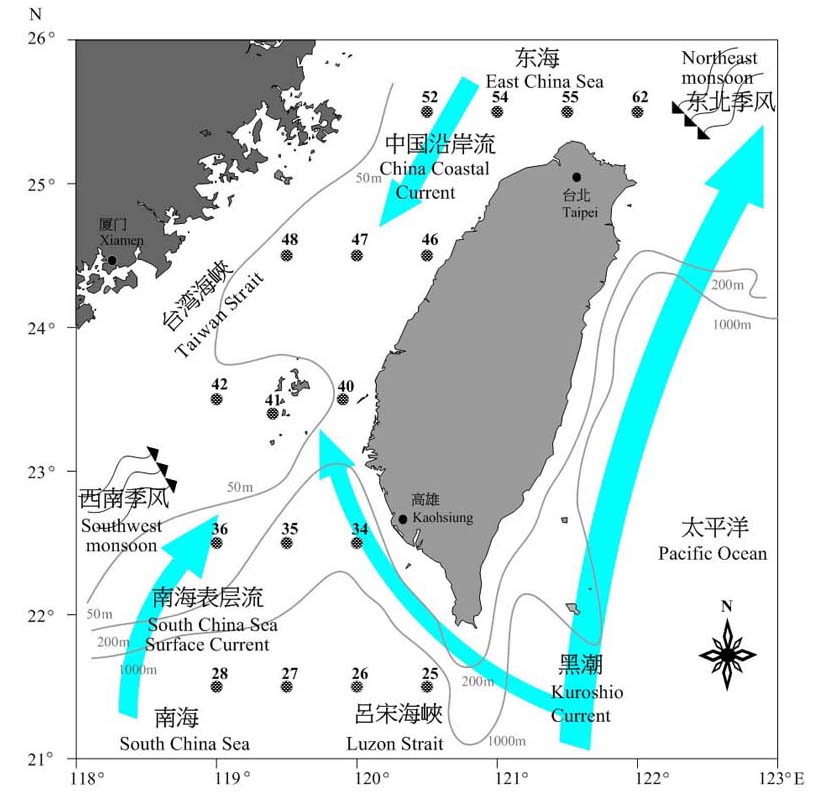 N
26°
东海
East China Sea
Northeast
monsoon
东北季风
52
54
55
62
中国沿岸流
China Coastal
Current
50m
25°
台北
Taipei
厦门
Xiamen
48
47
46
台湾海峡
Taiwan Strait
200m
1000m
24°
42
41
40
23°
西南季风
Southwest
monsoon
50m
高雄
Kaohsiung
36
35
34
太平洋
Pacific Ocean
南海表层流
South China Sea
Surface Current
50m
200m
1000m
22°
N
28
27
26
25
200m
黑潮
Kuroshio
Current
南海
South China Sea
呂宋海峽
Luzon Strait
1000m
21°
118°
119°
120°
121°
122°
123°E